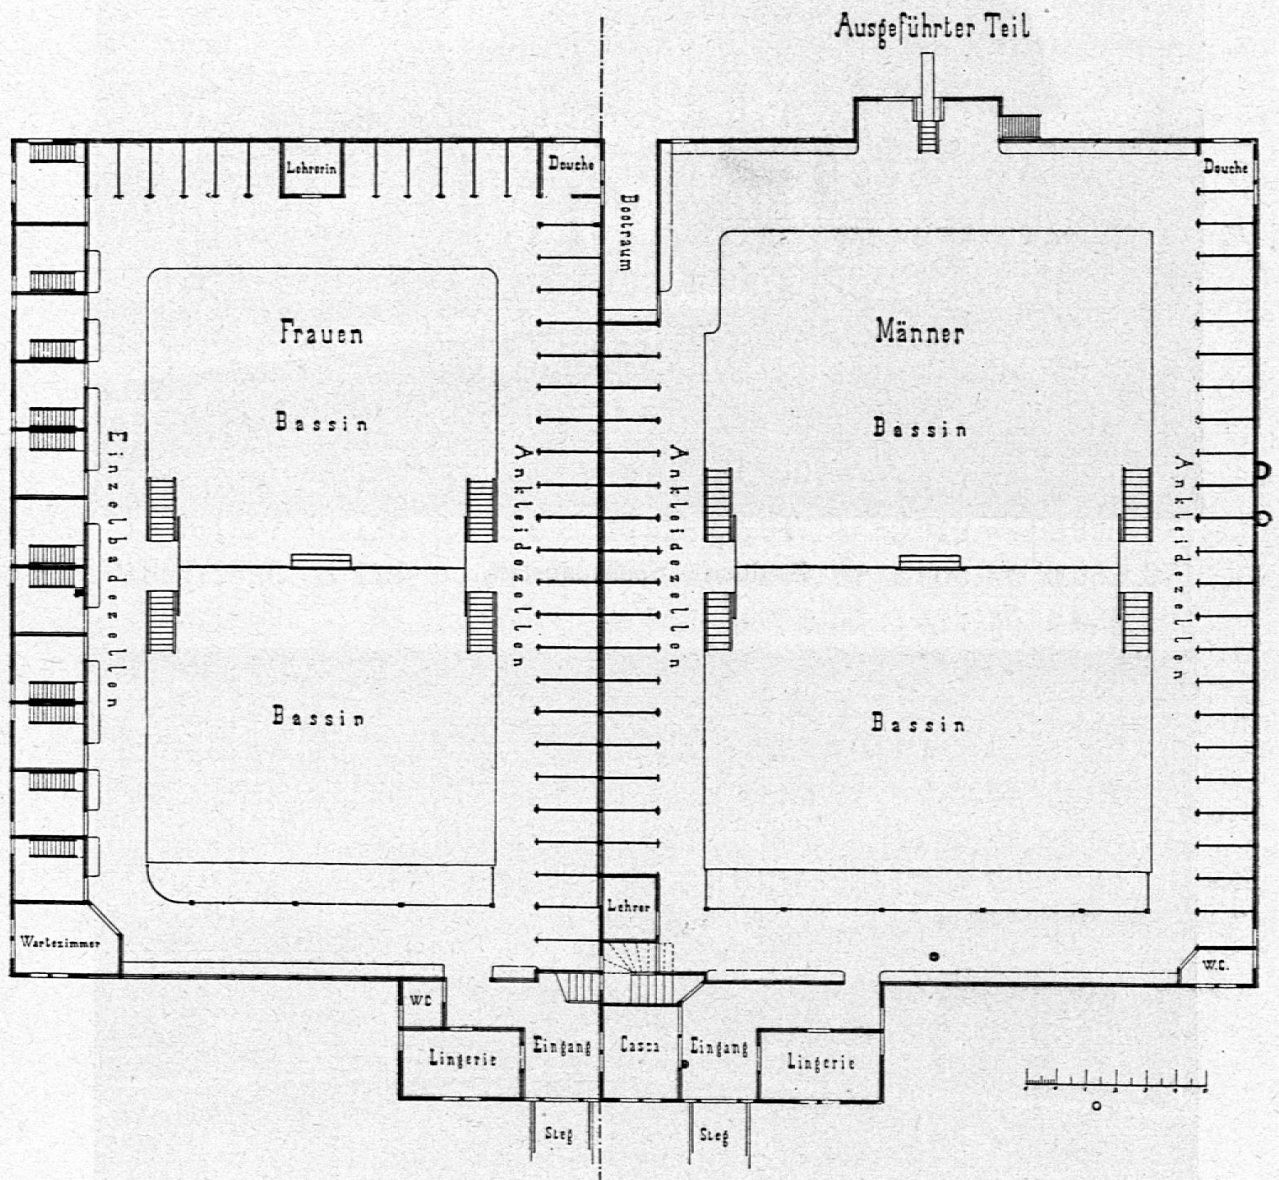 Ausgeführter Teil
Lehrerin
Douche
Douche
Bootraum
Frauen
Männer
Bassin
Bassin
Einzelbadezellen
Ankleidezellen
Ankleidezellen
Ankleidezellen
Bassin
Bassin
Lehrer
Wartezimmer
W.C.
WC
Lingerie
Eingang
Cassa
Eingang
Lingerie
Steg
Steg